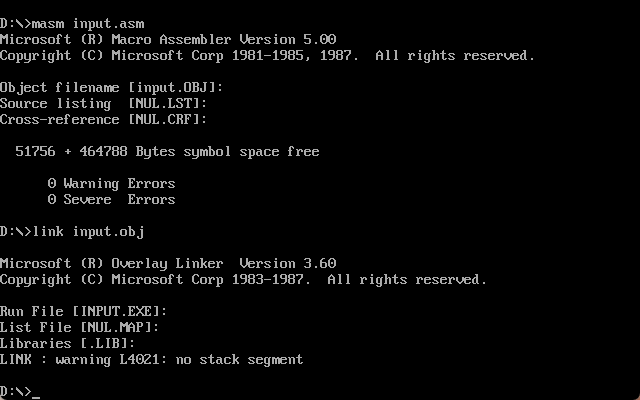 D:\>masm input.asm
Microsoft (R) Macro Assembler Version 5.00
Copyright (C) Microsoft Corp 1981-1985, 1987.  All rights reserved.
Object filename [input.OBJ]:
Source listing  [NUL.LST]:
Cross-reference [NUL.CRF]:
51756 + 464788 Bytes symbol space free
0 Warning Errors
0 Severe  Errors
D:\>link input.obj
Microsoft (R) Overlay Linker  Version 3.60
Copyright (C) Microsoft Corp 1983-1987.  All rights reserved.
Run File [INPUT.EXE]:
List File [NUL.MAP]:
Libraries [.LIB]:
LINK : warning L4021: no stack segment
D:\>_